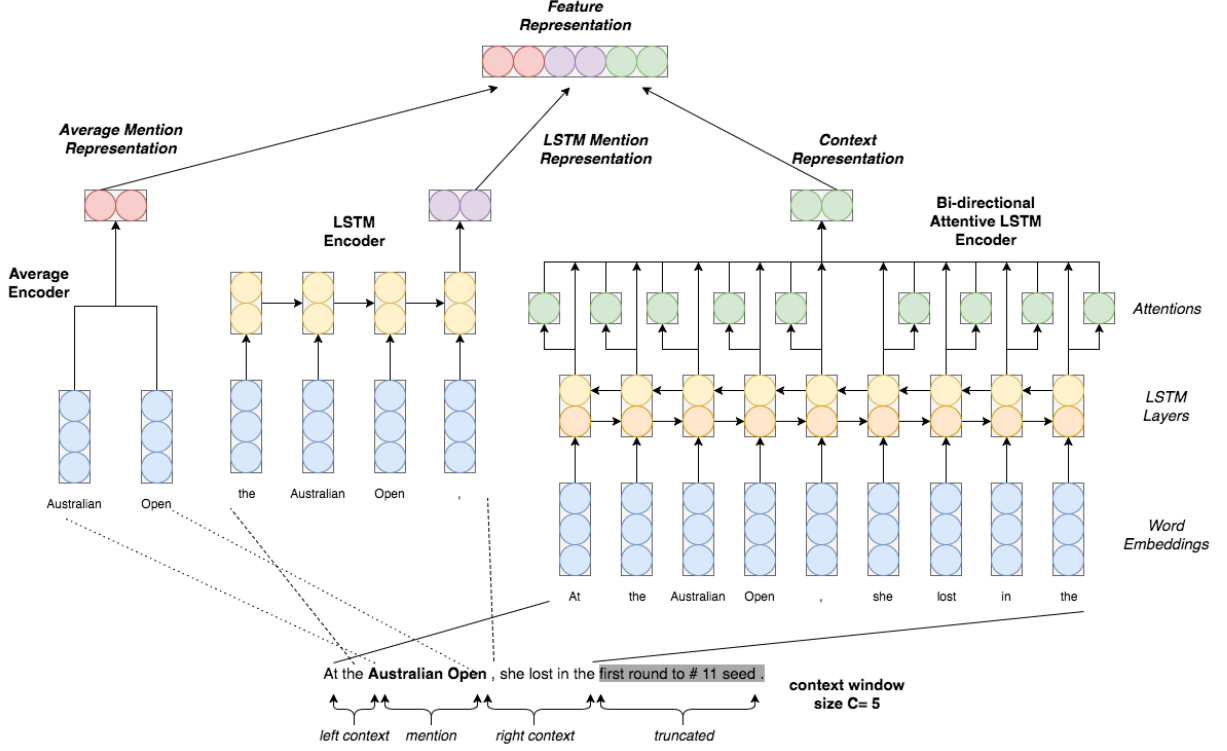 Feature
Representation
Average Mention
Representation
LSTM Mention
Representation
Context
Representation
LSTM
Encoder
Bi-directional
Attentive LSTM
Encoder
Average
Encoder
Attentions
LSTM
Layers
Australian
Open
the
Australian
Open
,
Word
Embeddings
At
the
Australian
Open
,
she
lost
in
the
At the Australian Open , she lost in the first round to # 11 seed .
context window
size C= 5
left context
mention
right context
truncated